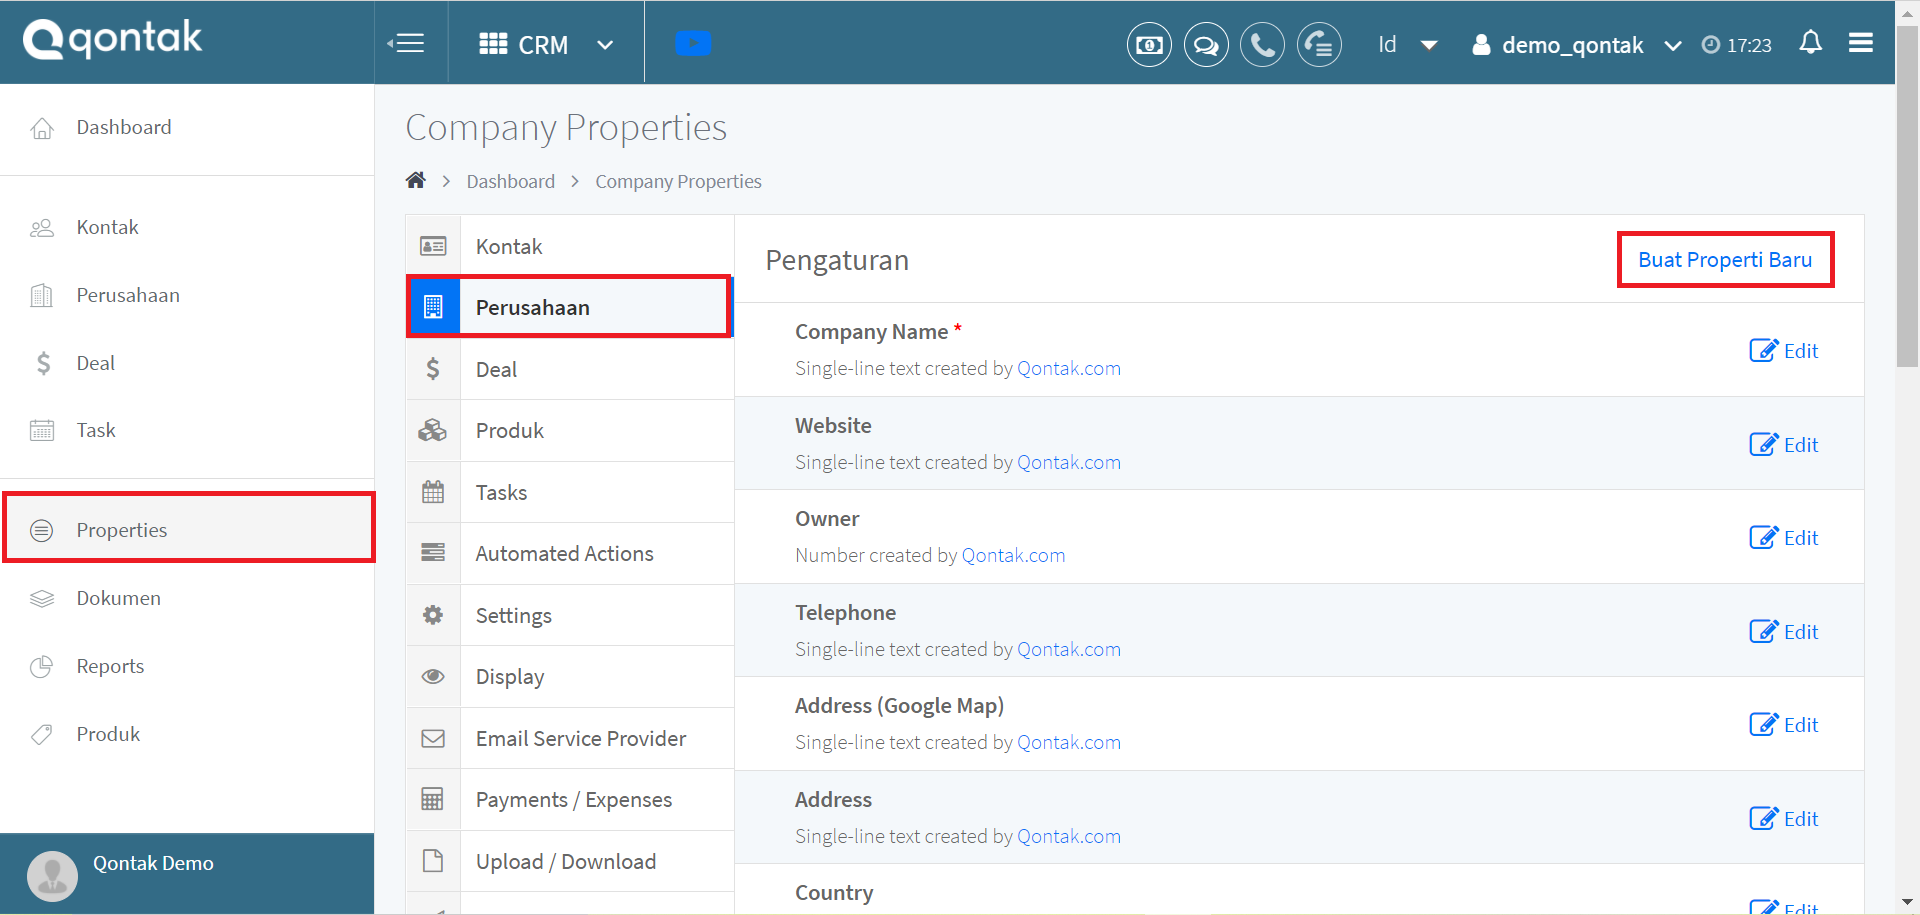 qontak
CRM
Id
demo_qontak
17:23
Dashboard
Kontak
Perusahaan
Deal
Task
Properties
Dokumen
Reports
Produk
Qontak Demo
Company Properties
Dashboard
Company Properties
Kontak
Perusahaan
Deal
Produk
Tasks
Automated Actions
Settings
Display
Email Service Provider
Payments / Expenses
Upload / Download
Pengaturan
Buat Properti Baru
Company Name *
Single-line text created by Qontak.com
Edit
Website
Single-line text created by Qontak.com
Edit
Owner
Number created by Qontak.com
Edit
Telephone
Single-line text created by Qontak.com
Edit
Address (Google Map)
Single-line text created by Qontak.com
Edit
Address
Single-line text created by Qontak.com
Edit
Country
Edit